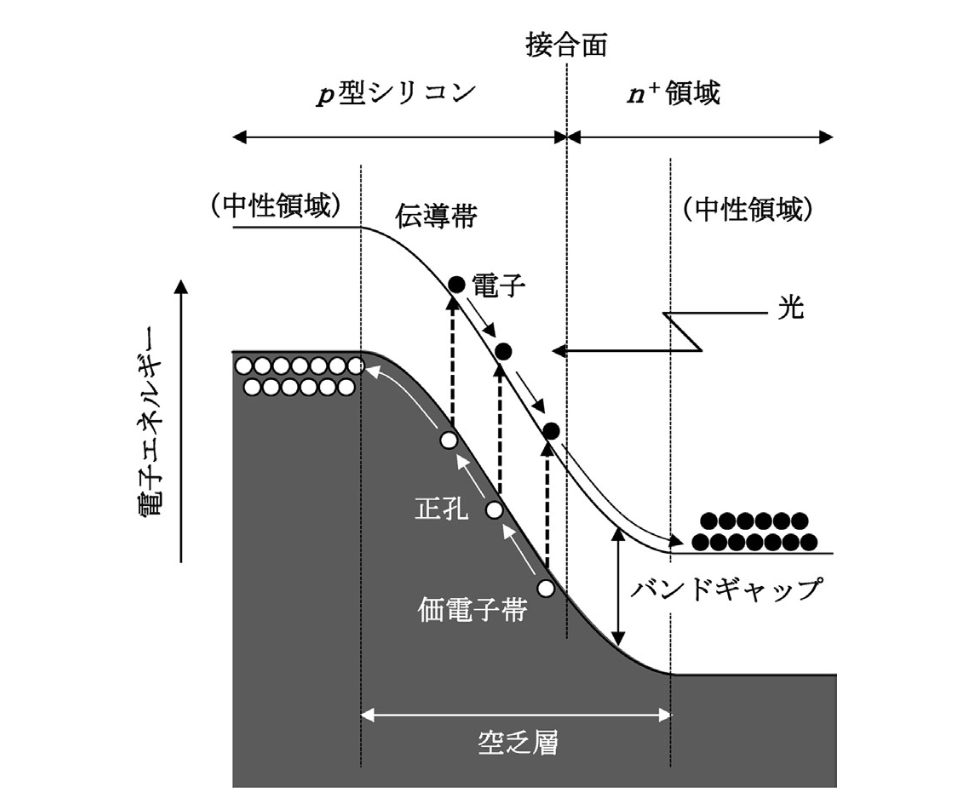 接合面
p型シリコン
n⁺領域
(中性領域)
伝導帯
(中性領域)
電子
光
電子エネルギー
正孔
バンドギャップ
価電子帯
空乏層